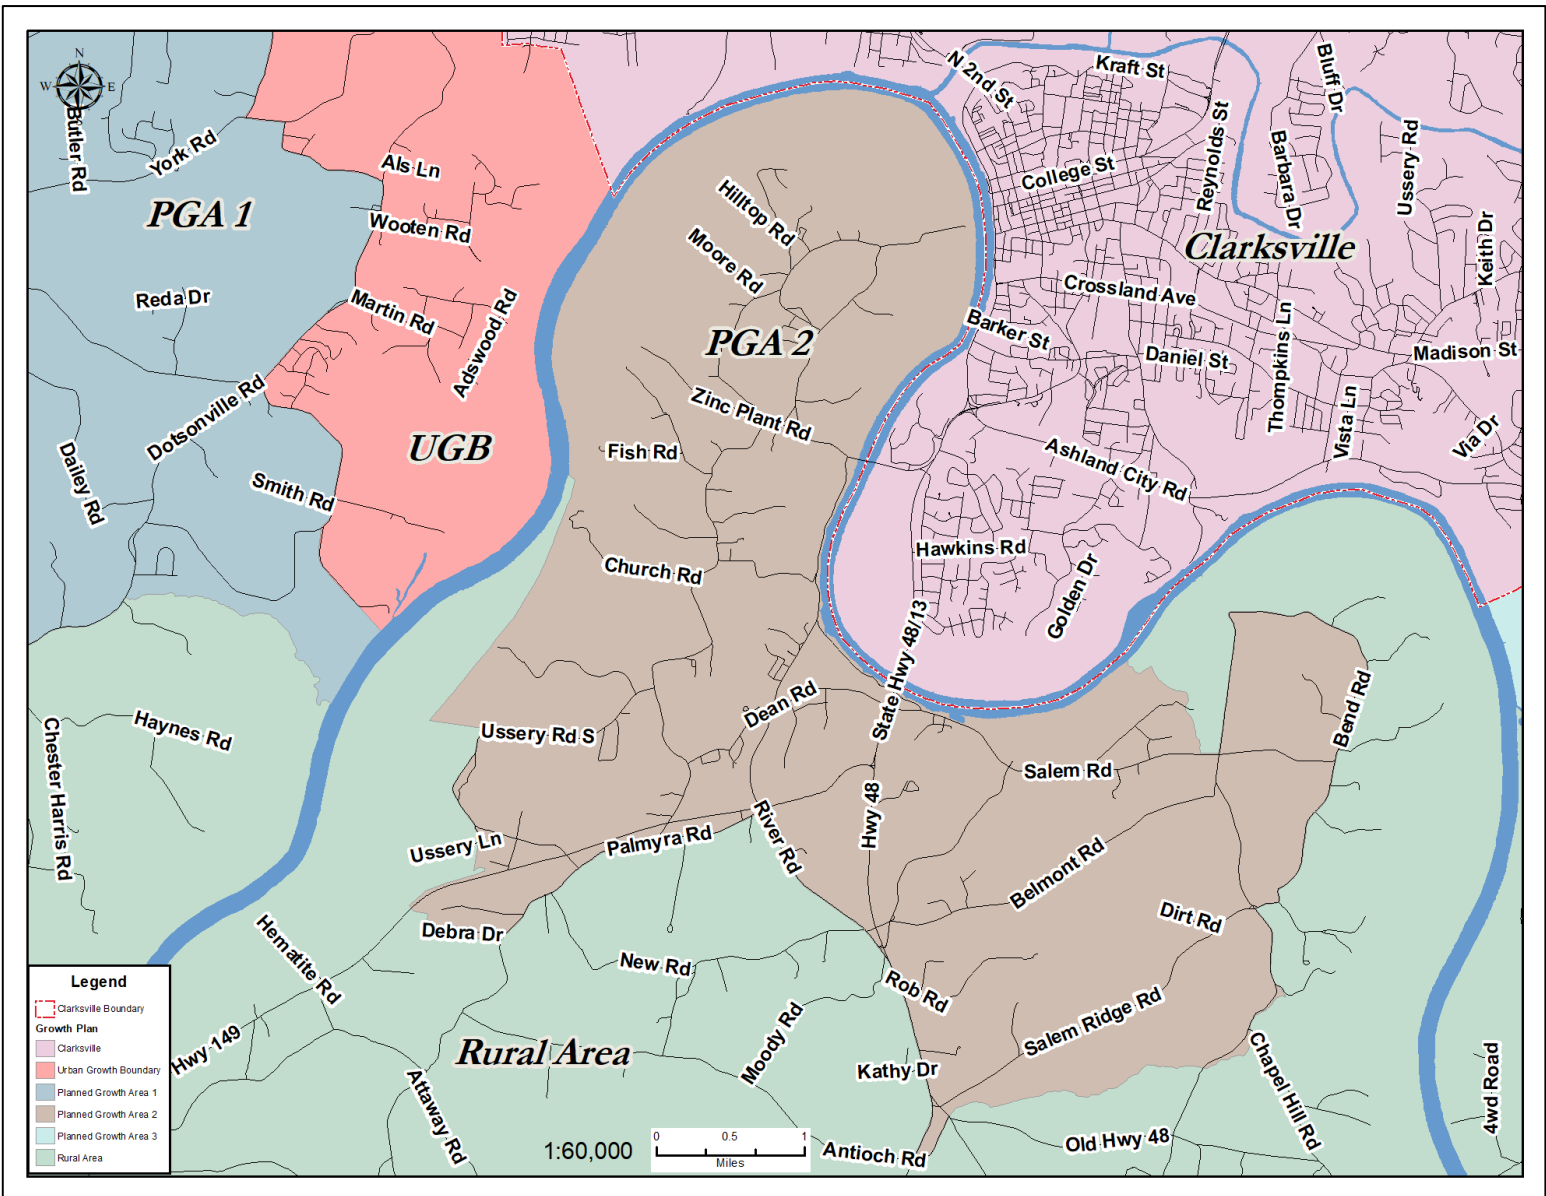 N
W
E
S
N 2nd St
Kraft St
Bluff Dr
Butler Rd
York Rd
Als Ln
College St
Reynolds St
Barbara Dr
Ussery Rd
PGA 1
Wooten Rd
Hilltop Rd
Moore Rd
Clarksville
Keith Dr
Reda Dr
Martin Rd
Adswood Rd
Crossland Ave
Barker St
PGA 2
Daniel St
Thompkins Ln
Madison St
Dotsonville Rd
Zinc Plant Rd
Vista Ln
Via Dr
UGB
Fish Rd
Ashland City Rd
Dailey Rd
Smith Rd
Hawkins Rd
Church Rd
Golden Dr
State Hwy 48/13
Haynes Rd
Chester Harris Rd
Ussery Rd S
Dean Rd
Bend Rd
Salem Rd
Hwy 48
River Rd
Palmyra Rd
Ussery Ln
Belmont Rd
Dirt Rd
Debra Dr
Hematite Rd
New Rd
Rob Rd
Salem Ridge Rd
Moody Rd
Rural Area
Hwy 149
Kathy Dr
Attaway Rd
Chapel Hill Rd
4wd Road
Antioch Rd
Old Hwy 48
Legend
Clarksville Boundary
Growth Plan
Clarksville
Urban Growth Boundary
Planned Growth Area 1
Planned Growth Area 2
Planned Growth Area 3
Rural Area
1:60,000
0 0.5 1
Miles